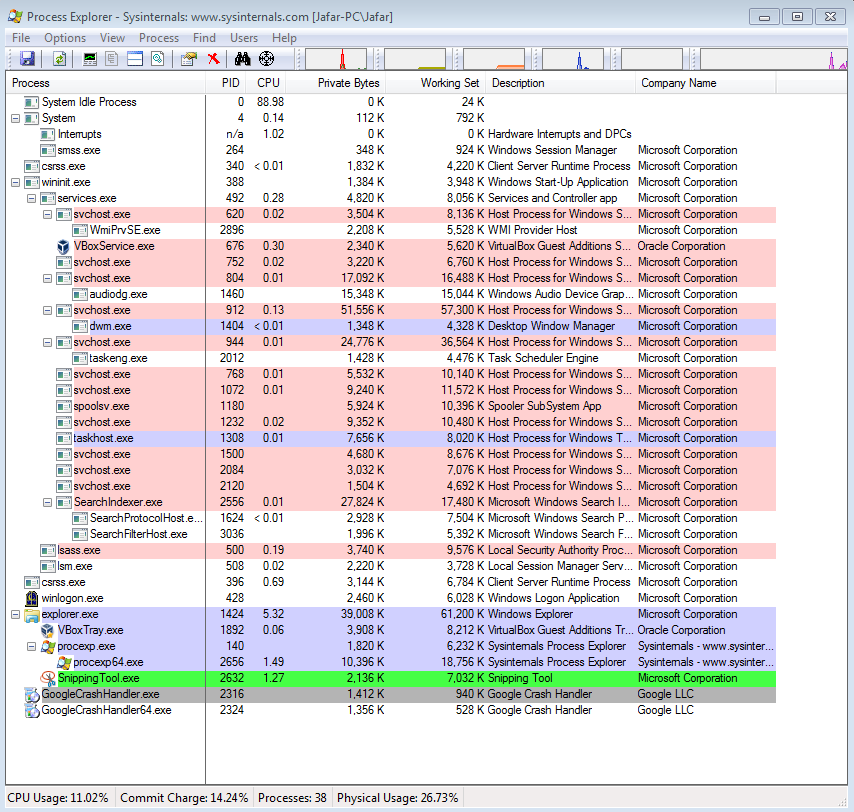 Process Explorer - Sysinternals: www.sysinternals.com [Jafar-PC\Jafar]
File Options View Process Find Users Help
Process PID CPU Private Bytes Working Set Description Company Name
System Idle Process 0 88.98 0 K 24 K
System 4 0.14 112 K 792 K
Interrupts n/a 1.02 0 K 0 K Hardware Interrupts and DPCs
smss.exe 264 348 K 924 K Windows Session Manager Microsoft Corporation
csrss.exe 340 < 0.01 1,832 K 4,220 K Client Server Runtime Process Microsoft Corporation
wininit.exe 388 1,384 K 3,948 K Windows Start-Up Application Microsoft Corporation
services.exe 492 0.28 4,820 K 8,056 K Services and Controller app Microsoft Corporation
svchost.exe 620 0.02 3,504 K 8,136 K Host Process for Windows S... Microsoft Corporation
WmiPrvSE.exe 2896 2,208 K 5,528 K WMI Provider Host Microsoft Corporation
VBoxService.exe 676 0.30 2,340 K 5,620 K VirtualBox Guest Additions S... Oracle Corporation
svchost.exe 752 0.02 3,220 K 6,760 K Host Process for Windows S... Microsoft Corporation
svchost.exe 804 0.01 17,092 K 16,488 K Host Process for Windows S... Microsoft Corporation
audiodg.exe 1460 15,348 K 15,044 K Windows Audio Device Grap... Microsoft Corporation
svchost.exe 912 0.13 51,556 K 57,300 K Host Process for Windows S... Microsoft Corporation
dwm.exe 1404 < 0.01 1,348 K 4,328 K Desktop Window Manager Microsoft Corporation
svchost.exe 944 0.01 24,776 K 36,564 K Host Process for Windows S... Microsoft Corporation
taskeng.exe 2012 1,428 K 4,476 K Task Scheduler Engine Microsoft Corporation
svchost.exe 768 0.01 5,532 K 10,140 K Host Process for Windows S... Microsoft Corporation
svchost.exe 1072 0.01 9,240 K 11,572 K Host Process for Windows S... Microsoft Corporation
spoolsv.exe 1180 5,924 K 10,396 K Spooler SubSystem App Microsoft Corporation
svchost.exe 1232 0.02 9,352 K 10,480 K Host Process for Windows S... Microsoft Corporation
taskhost.exe 1308 0.01 7,656 K 8,020 K Host Process for Windows T... Microsoft Corporation
svchost.exe 1500 4,680 K 8,676 K Host Process for Windows S... Microsoft Corporation
svchost.exe 2084 3,032 K 7,076 K Host Process for Windows S... Microsoft Corporation
svchost.exe 2120 1,504 K 4,692 K Host Process for Windows S... Microsoft Corporation
SearchIndexer.exe 2556 0.01 27,824 K 17,480 K Microsoft Windows Search I... Microsoft Corporation
SearchProtocolHost.e... 1624 < 0.01 2,928 K 7,504 K Microsoft Windows Search P... Microsoft Corporation
SearchFilterHost.exe 3036 1,996 K 5,392 K Microsoft Windows Search F... Microsoft Corporation
lsass.exe 500 0.19 3,740 K 9,576 K Local Security Authority Proc... Microsoft Corporation
lsm.exe 508 0.02 2,220 K 3,728 K Local Session Manager Serv... Microsoft Corporation
csrss.exe 396 0.69 3,144 K 6,784 K Client Server Runtime Process Microsoft Corporation
winlogon.exe 428 2,460 K 6,028 K Windows Logon Application Microsoft Corporation
explorer.exe 1424 5.32 39,008 K 61,200 K Windows Explorer Microsoft Corporation
VBoxTray.exe 1892 0.06 3,908 K 8,212 K VirtualBox Guest Additions Tr... Oracle Corporation
procexp.exe 140 1,820 K 6,232 K Sysinternals Process Explorer Sysinternals - www.sysinter...
procexp64.exe 2656 1.49 10,396 K 18,756 K Sysinternals Process Explorer Sysinternals - www.sysinter...
SnippingTool.exe 2632 1.27 2,136 K 7,032 K Snipping Tool Microsoft Corporation
GoogleCrashHandler.exe 2316 1,412 K 940 K Google Crash Handler Google LLC
GoogleCrashHandler64.exe 2324 1,356 K 528 K Google Crash Handler Google LLC
CPU Usage: 11.02% Commit Charge: 14.24% Processes: 38 Physical Usage: 26.73%